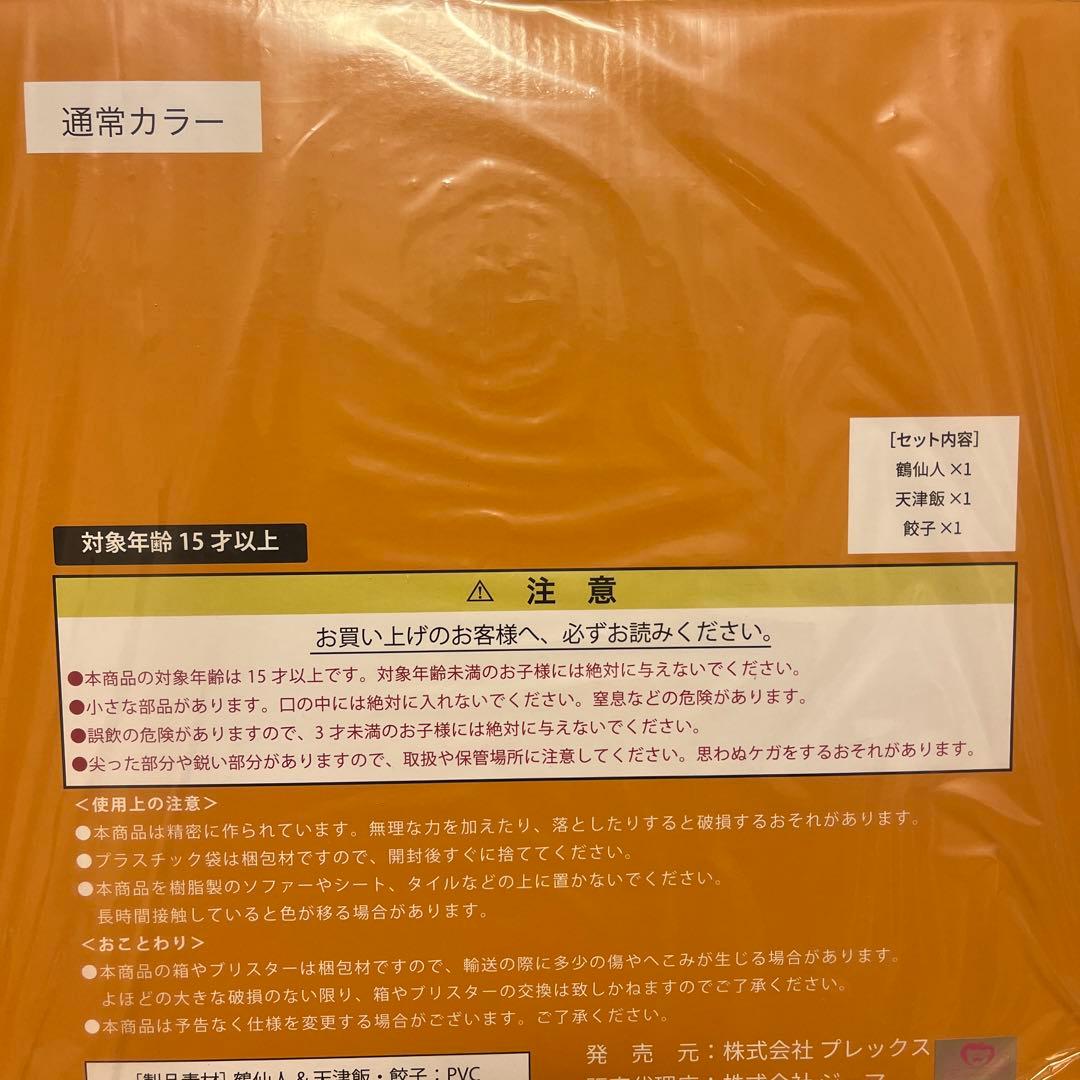 通常カラー
[セット内容]
鶴仙人×1
天津飯×1
餃子×1
対象年齢 15 才以上
⚠ 注 意
お買い上げのお客様へ、必ずお読みください。
●本商品の対象年齢は 15 才以上です。対象年齢未満のお子様には絶対に与えないでください。
●小さな部品があります。口の中には絶対に入れないでください。窒息などの危険があります。
●誤飲の危険がありますので、3 才未満のお子様には絶対に与えないでください。
●尖った部分や鋭い部分がありますので、取扱や保管場所に注意してください。思わぬケガをするおそれがあります。
＜使用上の注意＞
●本商品は精密に作られています。無理な力を加えたり、落としたりすると破損するおそれがあります。
●プラスチック袋は梱包材ですので、開封後すぐに捨ててください。
●本商品を樹脂製のソファーやシート、タイルなどの上に置かないでください。
長時間接触していると色が移る場合があります。
＜おことわり＞
●本商品の箱やブリスターは梱包材ですので、輸送の際に多少の傷やへこみが生じる場合があります。
よほどの大きな破損のない限り、箱やブリスターの交換は致しかねますのでご了承ください。
●本商品は予告なく仕様を変更する場合がございます。ご了承ください。
発 売 元：株式会社 プレックス
[製品素材] 鶴仙人 & 天津飯・餃子：PVC